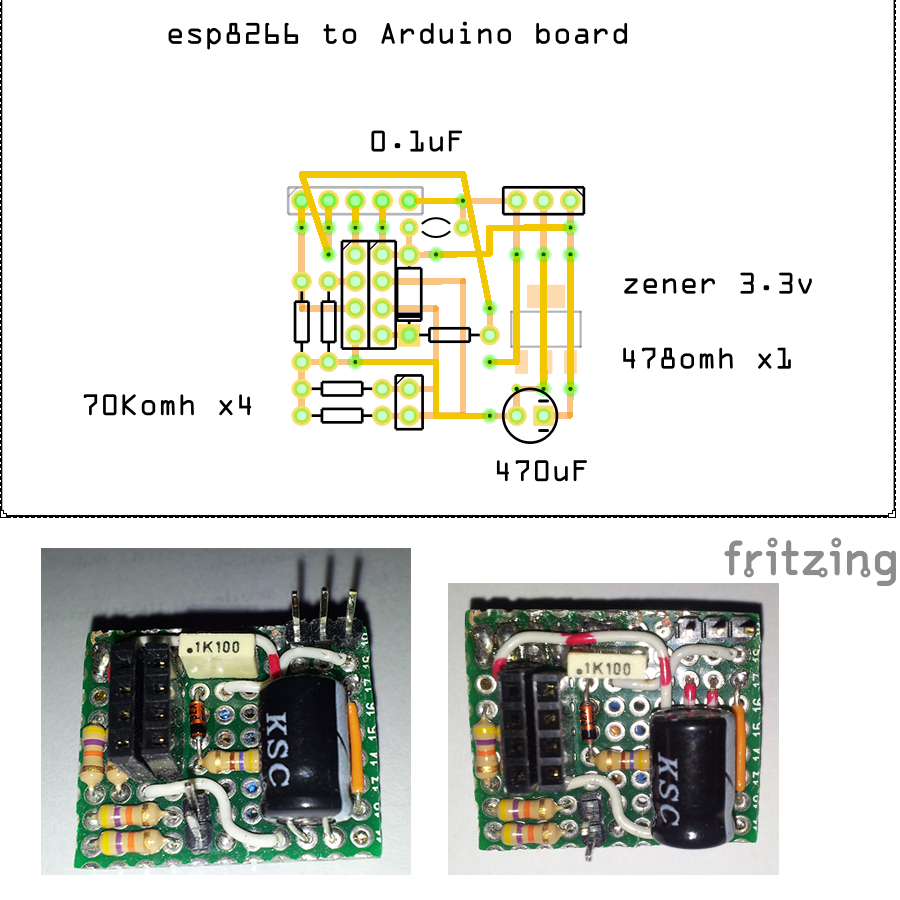 esp8266 to Arduino board
0.1uF
zener 3.3v
478omh x1
70Komh x4
470uF
fritzing
.1K100
KSC
.1K100
KSC